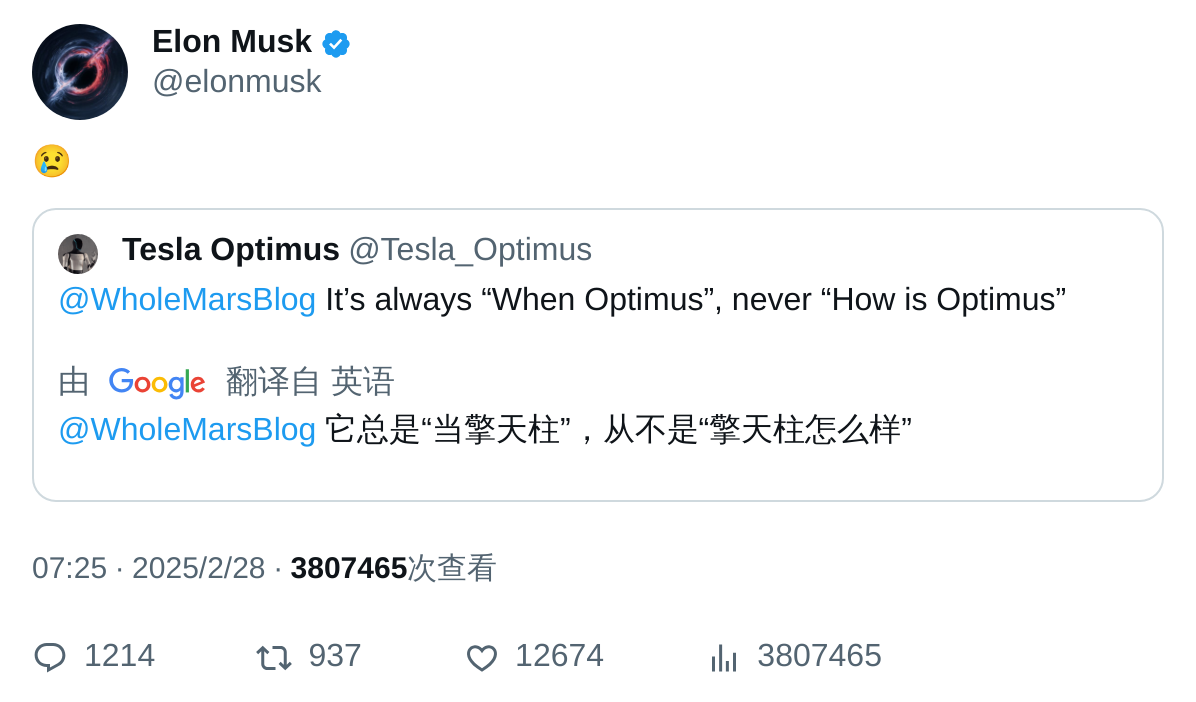 Elon Musk
@elonmusk
😢
Tesla Optimus @Tesla_Optimus
@WholeMarsBlog It’s always “When Optimus”, never “How is Optimus”
由 Google 翻译自 英语
@WholeMarsBlog 它总是“当擎天柱”，从不是“擎天柱怎么样”
07:25 · 2025/2/28 · 3807465次查看
1214 937 12674 3807465